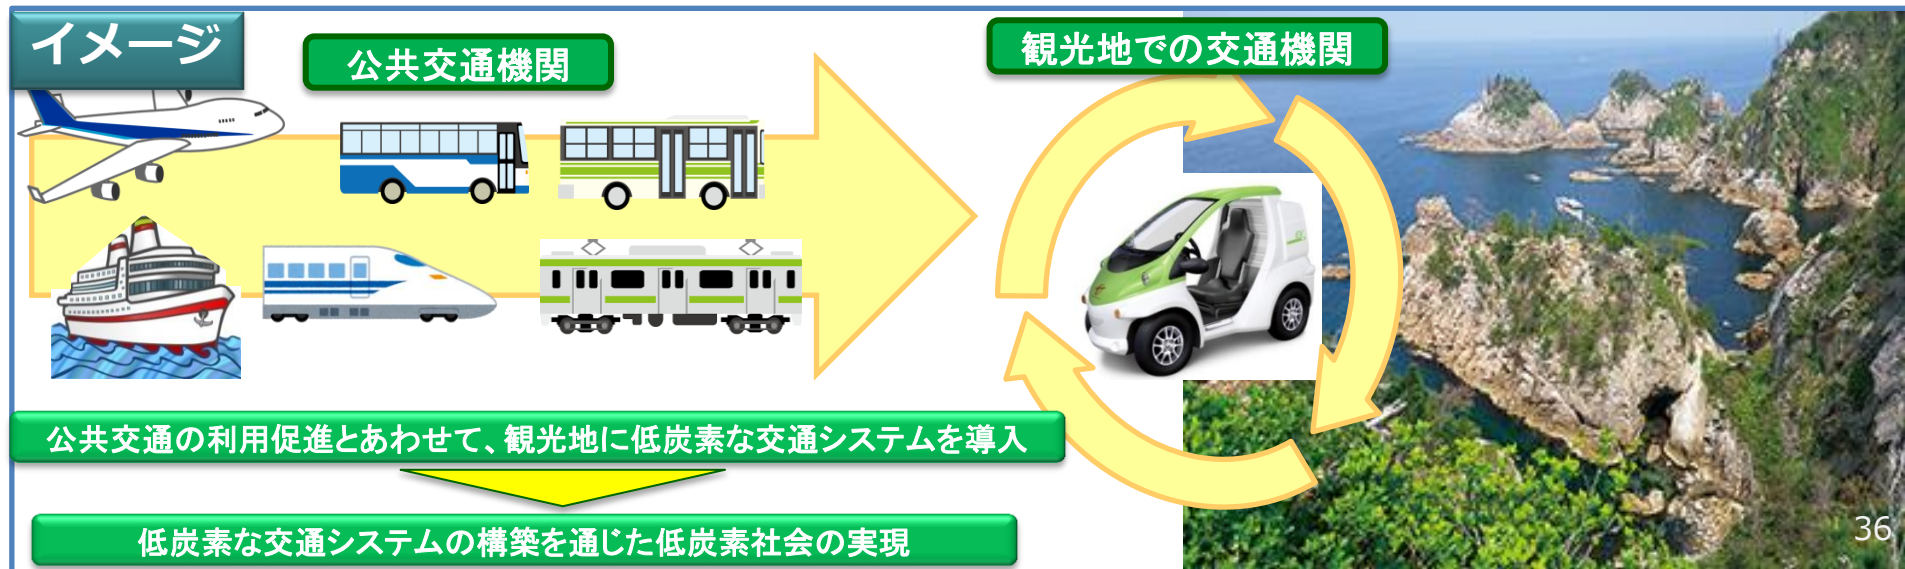 イメージ
公共交通機関
観光地での交通機関
公共交通の利用促進とあわせて、観光地に低炭素な交通システムを導入
低炭素な交通システムの構築を通じた低炭素社会の実現
36